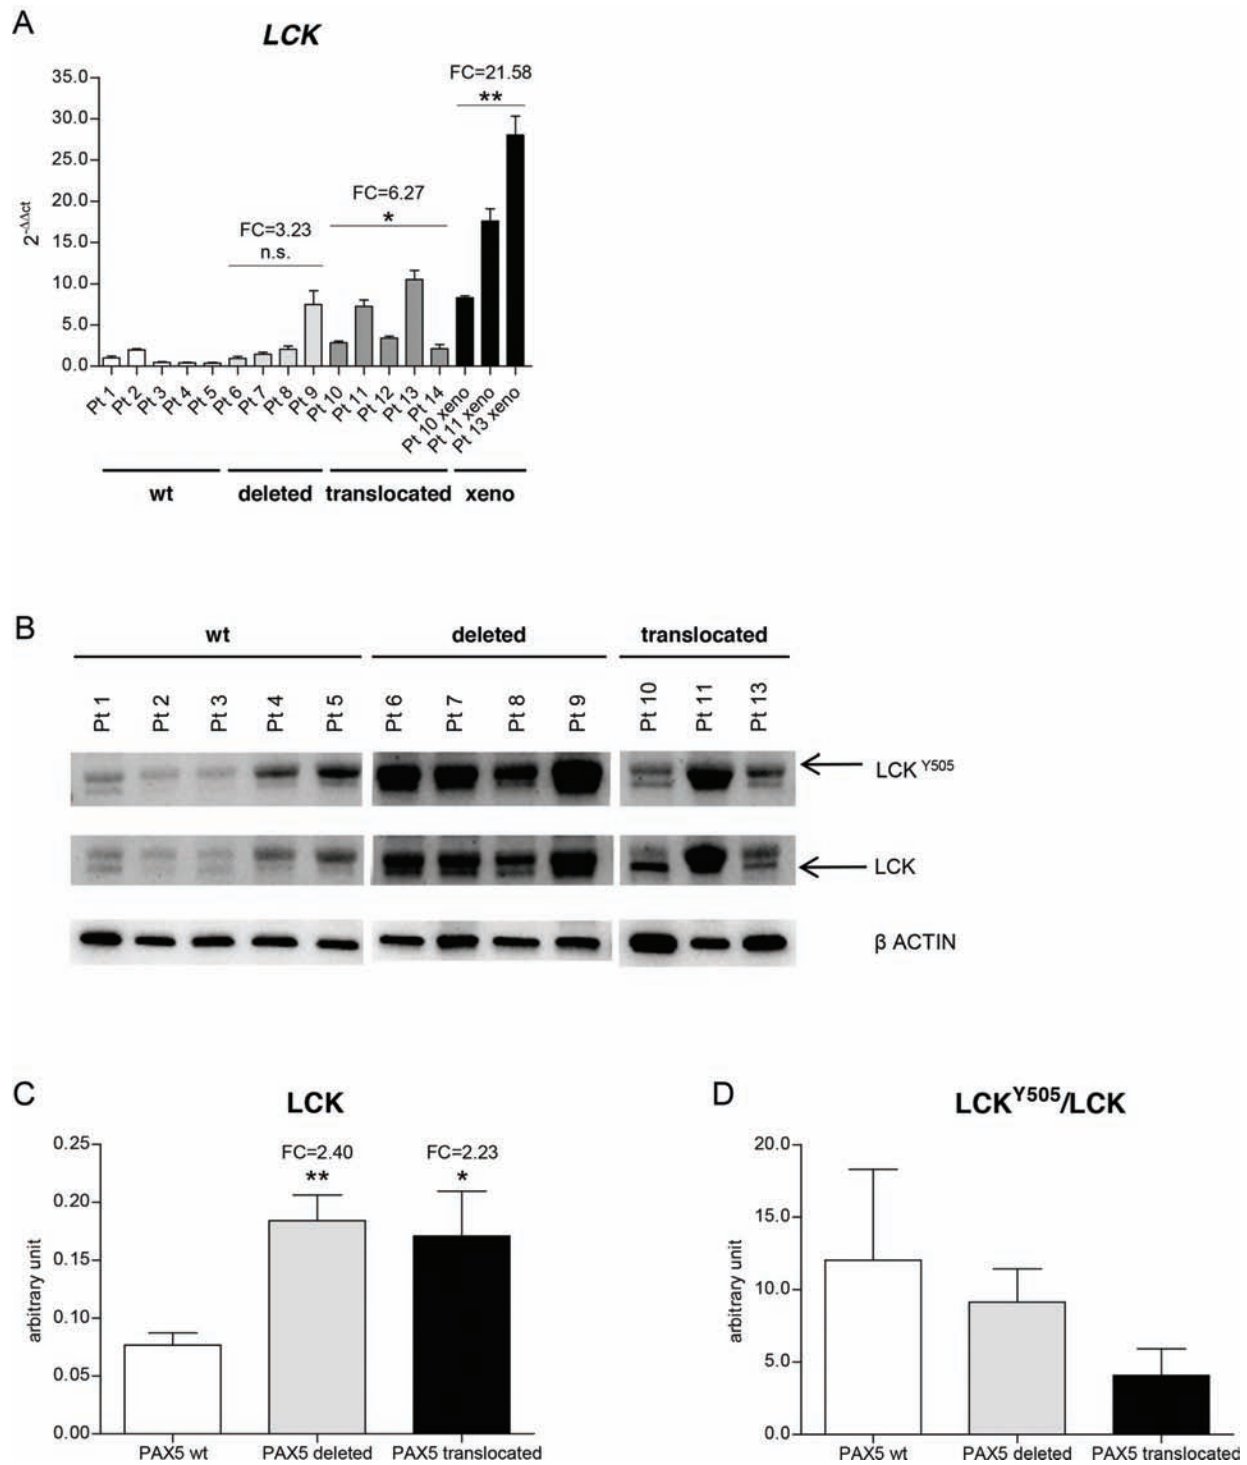 A
LCK
FC=21.58
**
FC=6.27
*
FC=3.23
n.s.
2-ΔΔct
35.0
30.0
25.0
20.0
15.0
10.0
5.0
0.0
Pt 1
Pt 2
Pt 3
Pt 4
Pt 5
Pt 6
Pt 7
Pt 8
Pt 9
Pt 10
Pt 11
Pt 12
Pt 13
Pt 14
Pt 10 xeno
Pt 11 xeno
Pt 13 xeno
wt deleted translocated xeno
B
wt deleted translocated
Pt 1
Pt 2
Pt 3
Pt 4
Pt 5
Pt 6
Pt 7
Pt 8
Pt 9
Pt 10
Pt 11
Pt 13
LCK Y505
LCK
β ACTIN
C
LCK
FC=2.40
**
FC=2.23
*
arbitrary unit
0.25
0.20
0.15
0.10
0.05
0.00
PAX5 wt PAX5 deleted PAX5 translocated
D
LCKY505/LCK
arbitrary unit
20.0
15.0
10.0
5.0
0.0
PAX5 wt PAX5 deleted PAX5 translocated